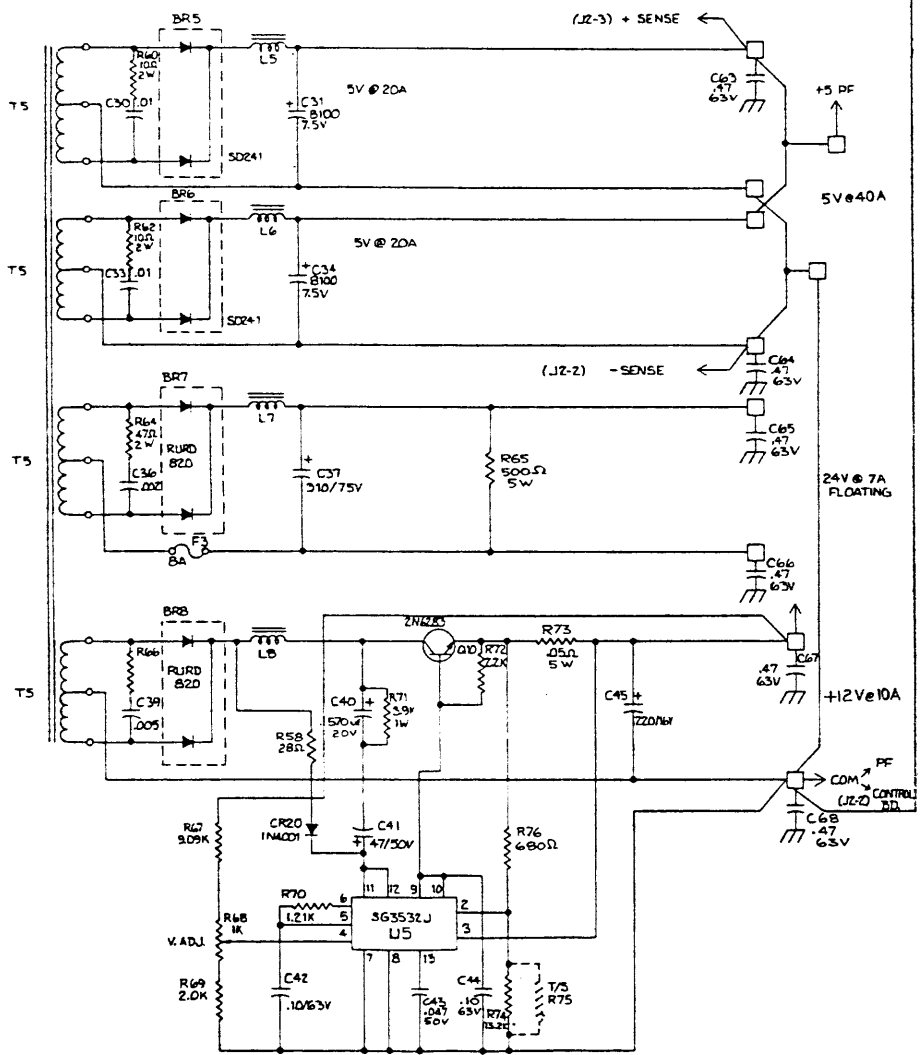 BR5
(J2-3) + SENSE
T5
R60
10Ω
2W
C30
.01
SD241
L5
5V @ 20A
C31
8100
7.5V
C63
.47
63V
+5 PF
5V @ 40A
BR6
T5
R62
10Ω
2W
C33
.01
SD241
L6
5V @ 20A
C34
8100
7.5V
(J2-2) - SENSE
C64
.47
63V
BR7
T5
R64
47Ω
2W
C36
RURD
820
L7
C37
310/75V
R65
500Ω
5W
C65
.47
63V
24V @ 7A
FLOATING
F3
8A
C66
.47
63V
BR8
T5
R66
C39
.005
RURD
820
L8
2N6283
Q10
R72
2.2K
R73
.05Ω
5W
C67
.47
63V
+12V @ 10A
C40
20V
R71
3.9K
1W
C45
220/16V
R58
28Ω
COM
PF
(J2-2)
CONTROL
BD.
C68
.47
63V
CR20
1N4001
C41
47/50V
R67
9.09K
R76
680Ω
11
12
9
10
R70
1.21K
6
5
4
SG3532J
U5
2
3
R68
1K
V. ADJ.
7
8
13
R69
2.0K
C42
.10/63V
C43
.047
50V
C44
.10
63V
R74
T/S
R75